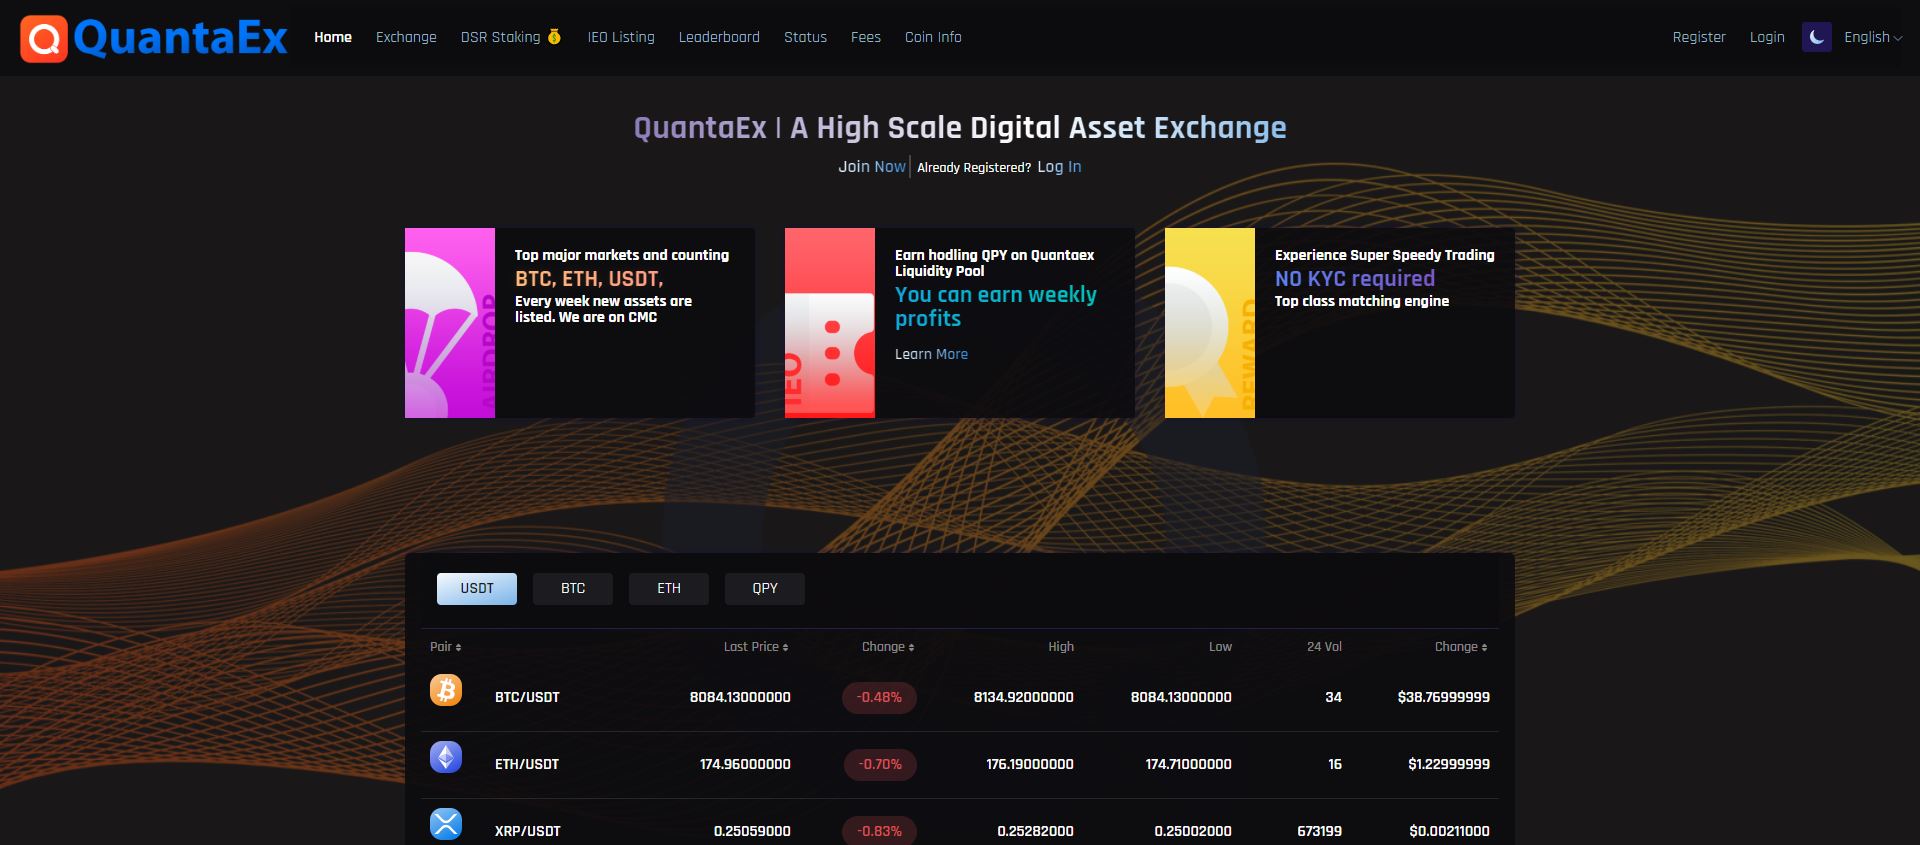 QuantaEx
Home Exchange DSR Staking IEO Listing Leaderboard Status Fees Coin Info
Register Login English
QuantaEx | A High Scale Digital Asset Exchange
Join Now Already Registered? Log In
AIRDROP
Top major markets and counting
BTC, ETH, USDT,
Every week new assets are
listed. We are on CMC
IEO
Earn hodling QPY on Quantaex
Liquidity Pool
You can earn weekly
profits
Learn More
REWARD
Experience Super Speedy Trading
NO KYC required
Top class matching engine
USDT BTC ETH QPY
Pair Last Price Change High Low 24 Vol Change
BTC/USDT 8084.13000000 -0.48% 8134.92000000 8084.13000000 34 $38.76999999
ETH/USDT 174.96000000 -0.70% 176.19000000 174.71000000 16 $1.22999999
XRP/USDT 0.25059000 -0.83% 0.25282000 0.25002000 673199 $0.00211000